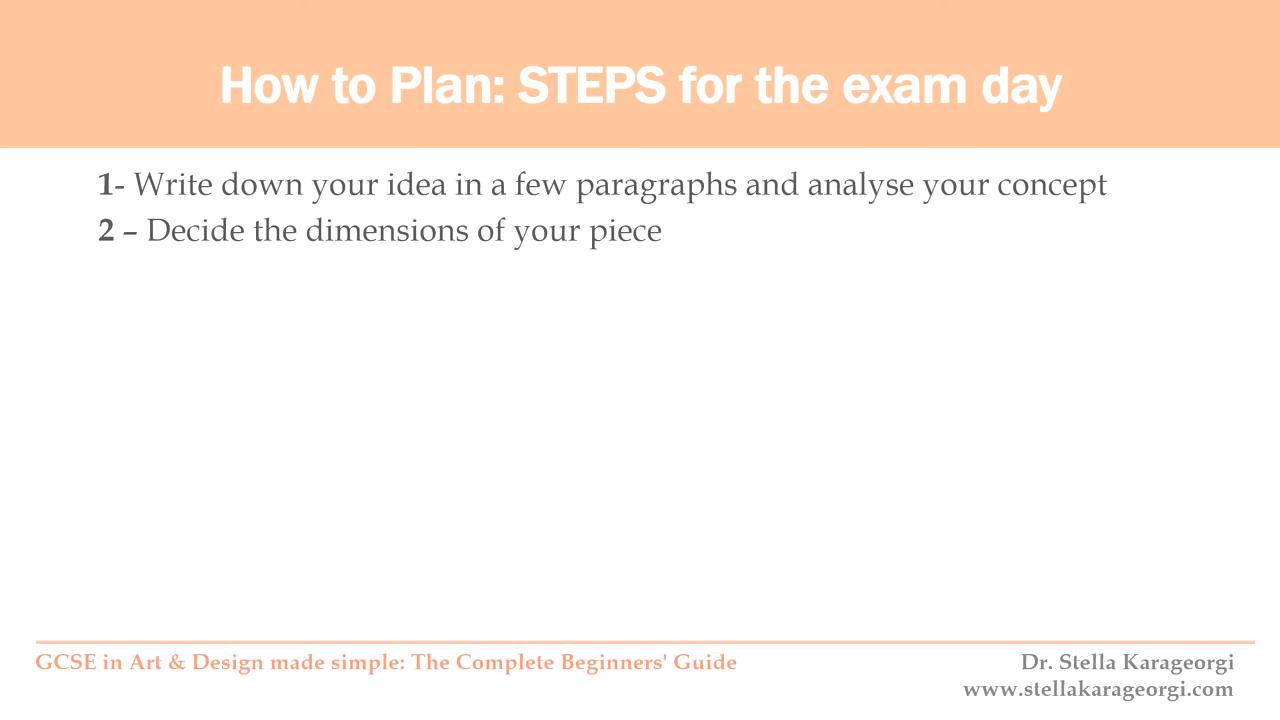 How to Plan: STEPS for the exam day
1- Write down your idea in a few paragraphs and analyse your concept
2 – Decide the dimensions of your piece
GCSE in Art & Design made simple: The Complete Beginners' Guide
Dr. Stella Karageorgi
www.stellakarageorgi.com